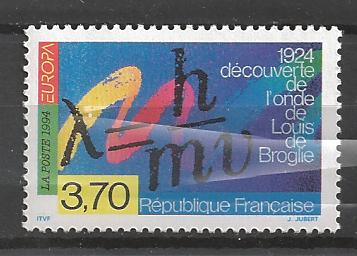 EUROPA
LA POSTE 1994
1924
découverte
de
l'onde
de
Louis
de
Broglie
λ = h
mv
3,70
République Française
ITVF
J. JUBERT